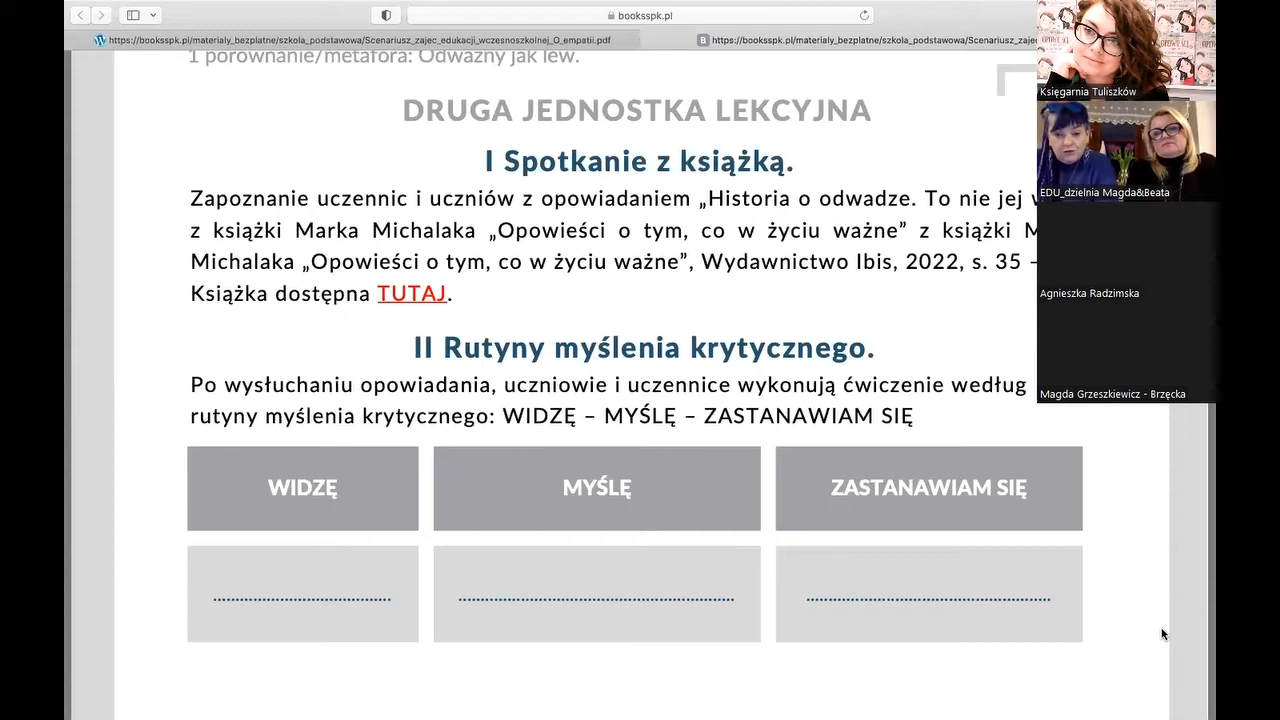 booksspk.pl
https://booksspk.pl/materialy_bezplatne/szkola_podstawowa/Scenariusz_zajec_edukacji_wczesnoszkolnej_O_empatii.pdf
https://booksspk.pl/materialy_bezplatne/szkola_podstawowa/Scenariusz_zajec
1 porównanie/metafora: Odważny jak lew.
DRUGA JEDNOSTKA LEKCYJNA
I Spotkanie z książką.
Zapoznanie uczennic i uczniów z opowiadaniem „Historia o odwadze. To nie jej
z książki Marka Michalaka „Opowieści o tym, co w życiu ważne” z książki
Michalaka „Opowieści o tym, co w życiu ważne”, Wydawnictwo Ibis, 2022, s. 35 –
Książka dostępna TUTAJ.
II Rutyny myślenia krytycznego.
Po wysłuchaniu opowiadania, uczniowie i uczennice wykonują ćwiczenie według
rutyny myślenia krytycznego: WIDZĘ – MYŚLĘ – ZASTANAWIAM SIĘ
WIDZĘ
MYŚLĘ
ZASTANAWIAM SIĘ
Księgarnia Tuliszków
EDU_dzielnia Magda&Beata
Agnieszka Radzimska
Magda Grzeszkiewicz - Brzęcka